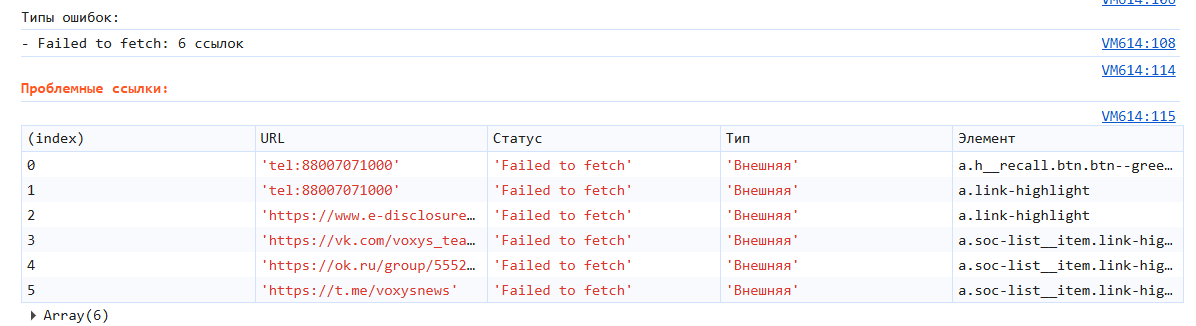 VM614:106
Типы ошибок:
- Failed to fetch: 6 ссылок VM614:108
VM614:114
Проблемные ссылки:
VM614:115
(index) URL Статус Тип Элемент
0 'tel:88007071000' 'Failed to fetch' 'Внешняя' a.h__recall.btn.btn--gree…
1 'tel:88007071000' 'Failed to fetch' 'Внешняя' a.link-highlight
2 'https://www.e-disclosure… 'Failed to fetch' 'Внешняя' a.link-highlight
3 'https://vk.com/voxys_tea… 'Failed to fetch' 'Внешняя' a.soc-list__item.link-hig…
4 'https://ok.ru/group/5552… 'Failed to fetch' 'Внешняя' a.soc-list__item.link-hig…
5 'https://t.me/voxysnews' 'Failed to fetch' 'Внешняя' a.soc-list__item.link-hig…
▶ Array(6)